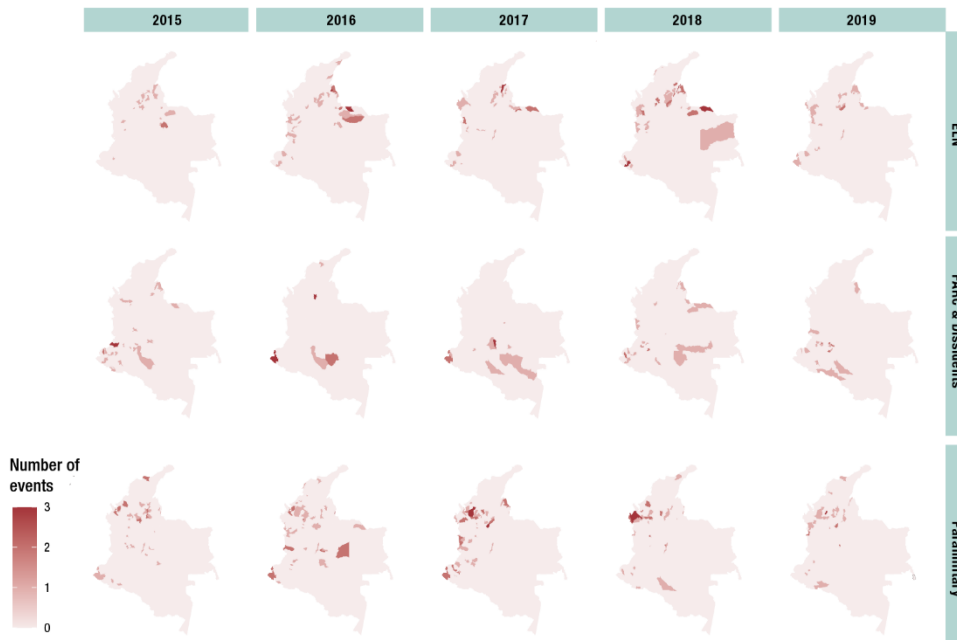 2015 2016 2017 2018 2019
ELN
FARC & Dissidents
Paramilitary
Number of
events
3
2
1
0